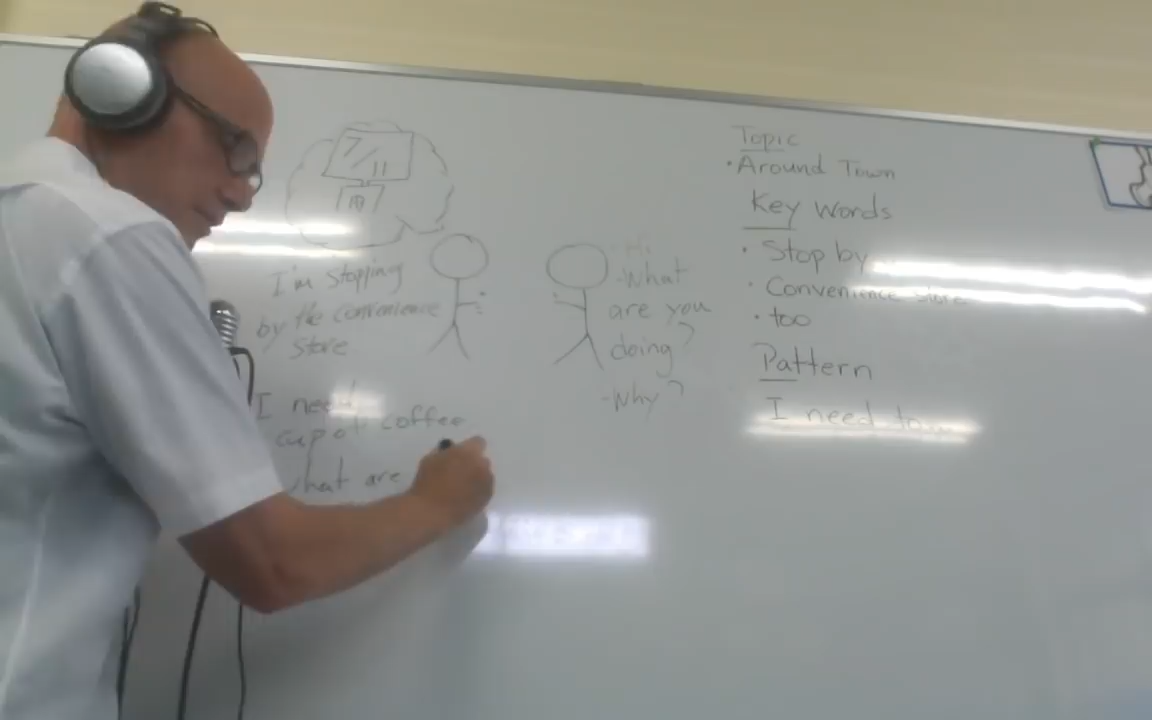 7
11
I'm stopping
by the convenience
store
I need
cup of coffee
what are
Hi
-What
are you
doing?
-Why?
Topic
• Around Town
Key Words
• Stop by
• Convenience store
• too
Pattern
I need to...